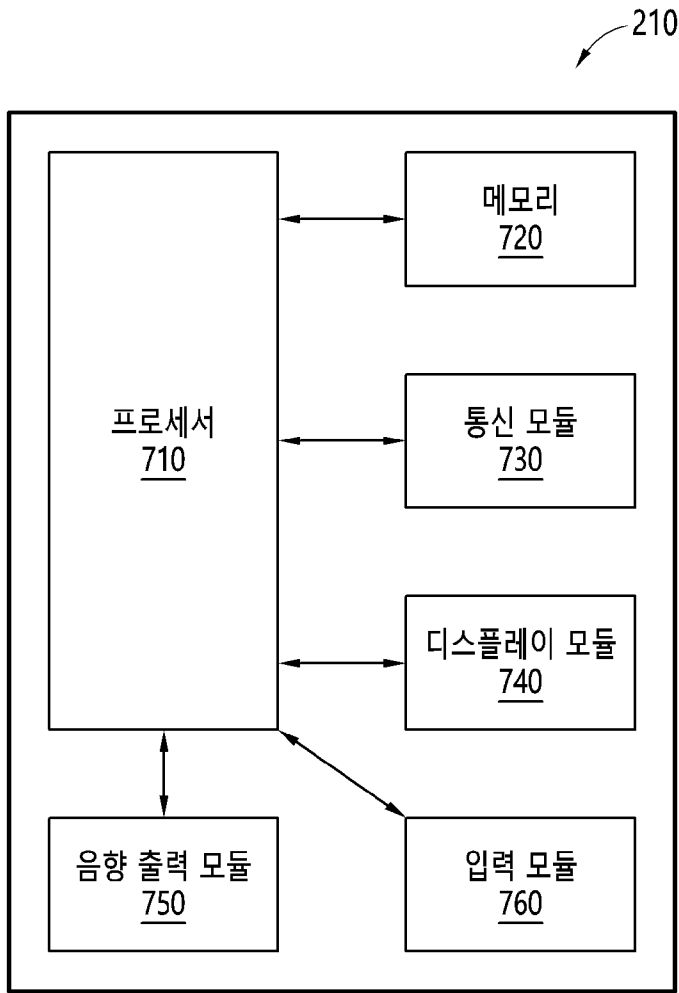 210
메모리
720
프로세서
710
통신 모듈
730
디스플레이 모듈
740
음향 출력 모듈
750
입력 모듈
760